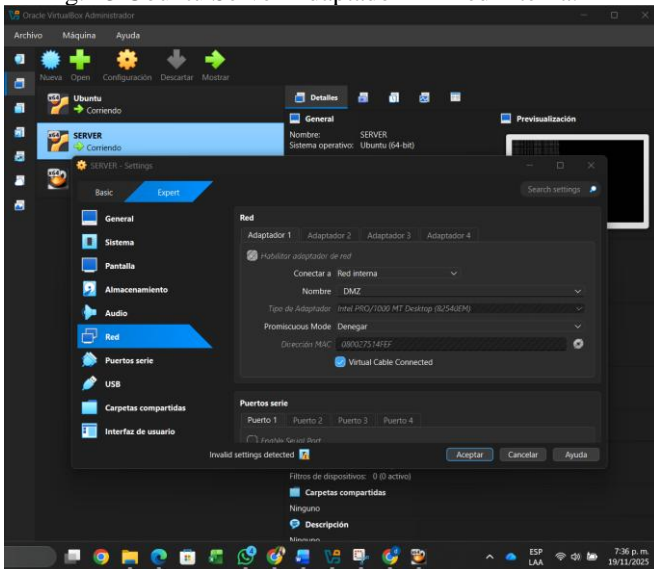 Oracle VirtualBox Administrador
Archivo Máquina Ayuda
Nueva Open Configuración Descartar Mostrar
Ubuntu
Corriendo
SERVER
Corriendo
Detalles
General
Nombre: SERVER
Sistema operativo: Ubuntu (64-bit)
Previsualización
SERVER - Settings
Basic Expert
Search settings
General
Sistema
Pantalla
Almacenamiento
Audio
Red
Puertos serie
USB
Carpetas compartidas
Interfaz de usuario
Red
Adaptador 1 Adaptador 2 Adaptador 3 Adaptador 4
Habilitar adaptador de red
Conectar a Red interna
Nombre DMZ
Tipo de Adaptador Intel PRO/1000 MT Desktop (82540EM)
Promiscuous Mode Denegar
Dirección MAC 080027514FEF
Virtual Cable Connected
Puertos serie
Puerto 1 Puerto 2 Puerto 3 Puerto 4
Enable Serial Port
Invalid settings detected
Aceptar Cancelar Ayuda
Filtros de dispositivos: 0 (0 activo)
Carpetas compartidas
Ninguno
Descripción
Ninguno
ESP
LAA
7:36 p. m.
19/11/2025